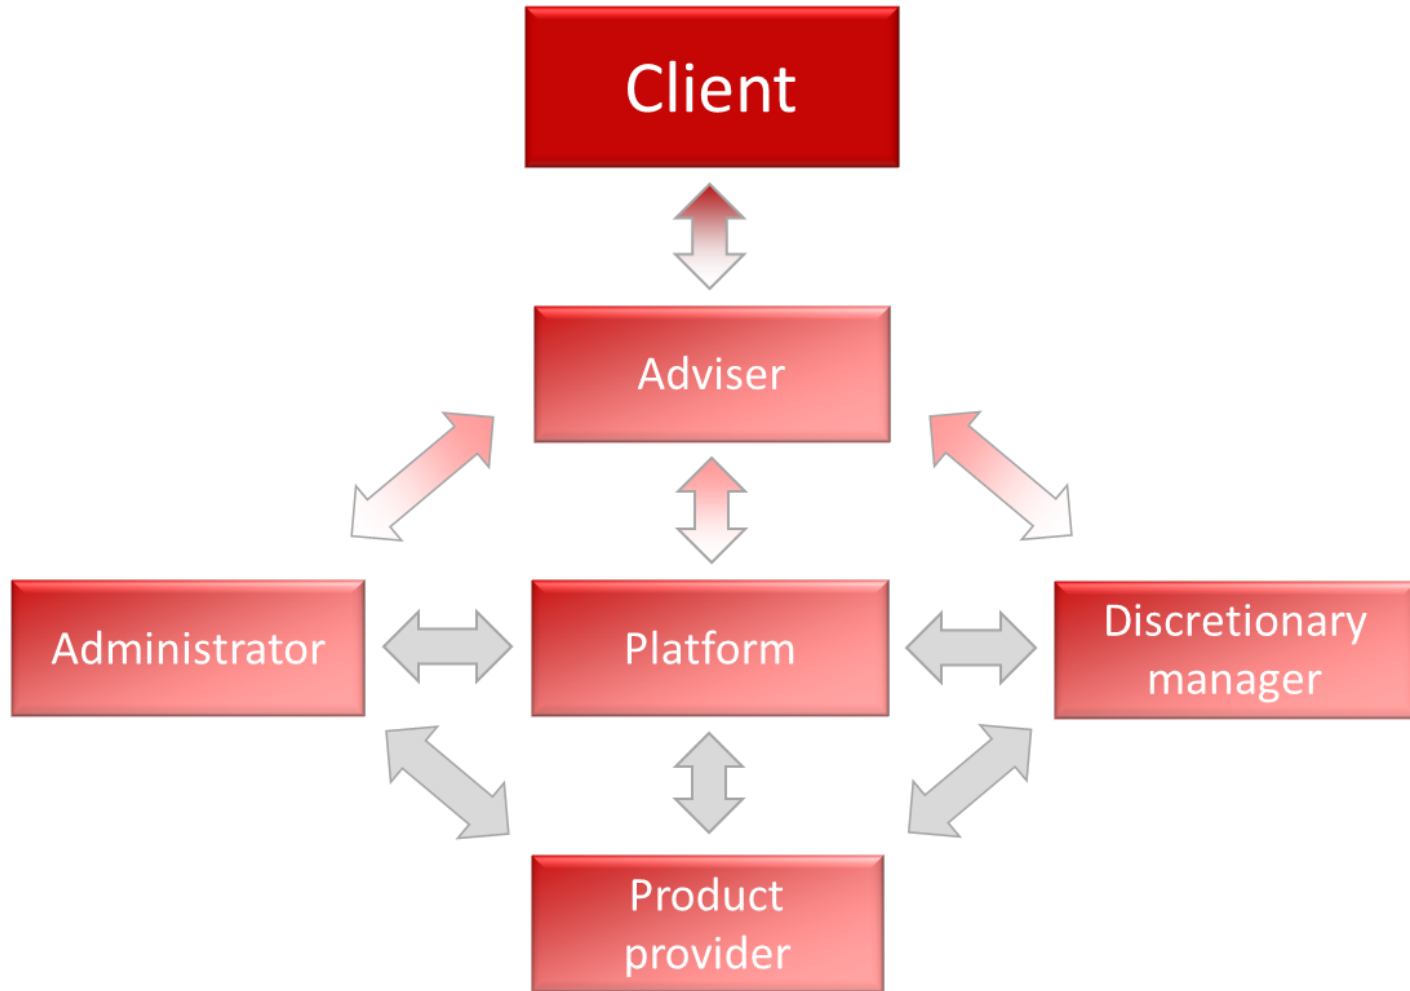 Client
Adviser
Administrator
Platform
Discretionary
manager
Product
provider